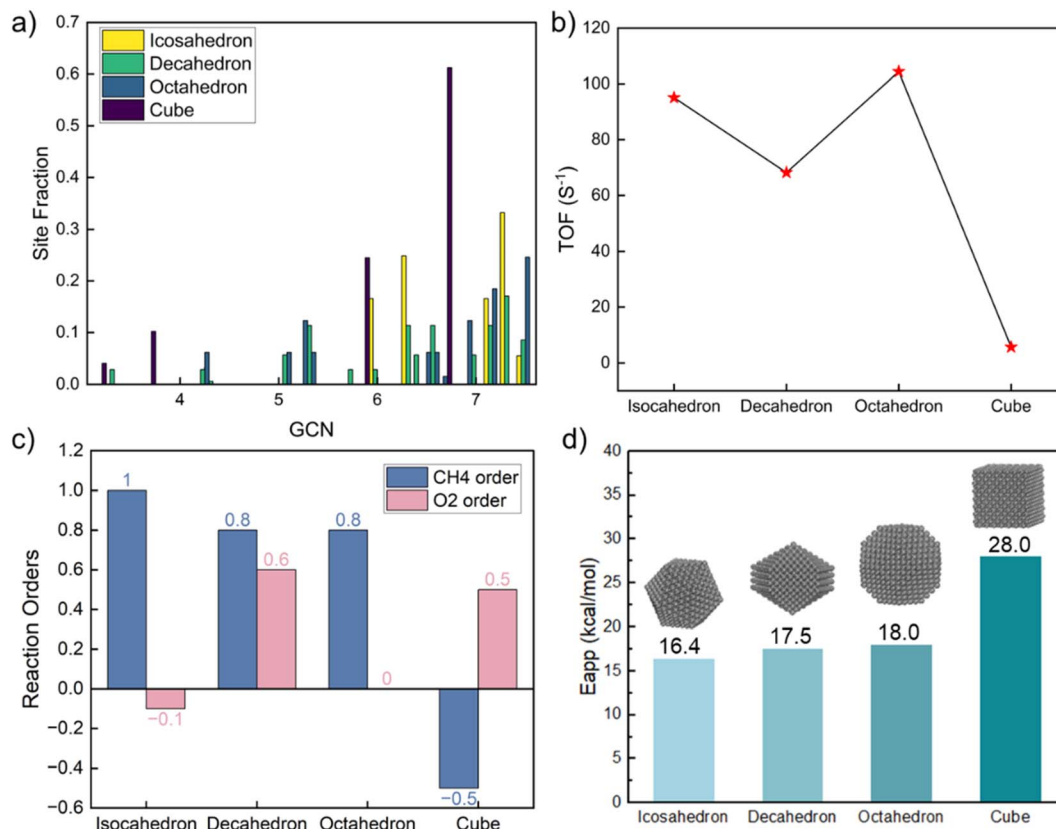 a)
0.7
0.6
0.5
0.4
0.3
0.2
0.1
0.0
Site Fraction
Icosahedron
Decahedron
Octahedron
Cube
4 5 6 7
GCN
b)
120
100
80
60
40
20
0
TOF (S⁻¹)
Isocahedron Decahedron Octahedron Cube
c)
1.2
1.0
0.8
0.6
0.4
0.2
0.0
−0.2
−0.4
−0.6
Reaction Orders
CH4 order
O2 order
1
−0.1
0.8
0.6
0.8
0
−0.5
0.5
Isocahedron Decahedron Octahedron Cube
d)
40
35
30
25
20
15
10
5
0
Eapp (kcal/mol)
16.4
17.5
18.0
28.0
Icosahedron Decahedron Octahedron Cube